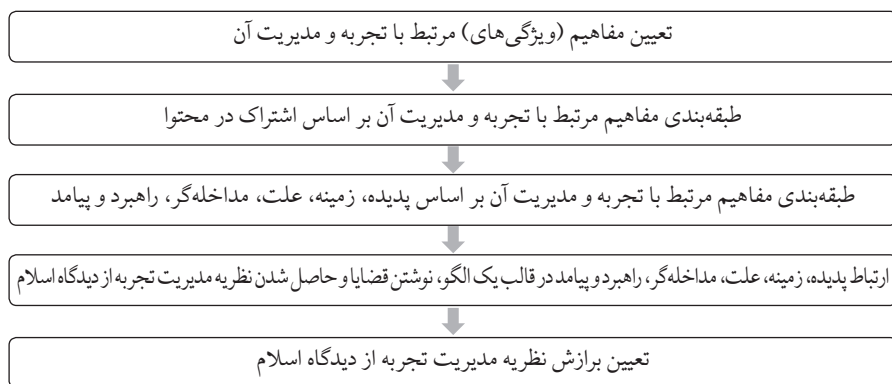 تعیین مفاهیم (ویژگی‌های) مرتبط با تجربه و مدیریت آن
طبقه‌بندی مفاهیم مرتبط با تجربه و مدیریت آن بر اساس اشتراک در محتوا
طبقه‌بندی مفاهیم مرتبط با تجربه و مدیریت آن بر اساس پدیده، زمینه، علت، مداخله‌گر، راهبرد و پیامد
ارتباط پدیده، زمینه، علت، مداخله‌گر، راهبرد و پیامد در قالب یک الگو، نوشتن قضایا و حاصل شدن نظریه مدیریت تجربه از دیدگاه اسلام
تعیین برازش نظریه مدیریت تجربه از دیدگاه اسلام